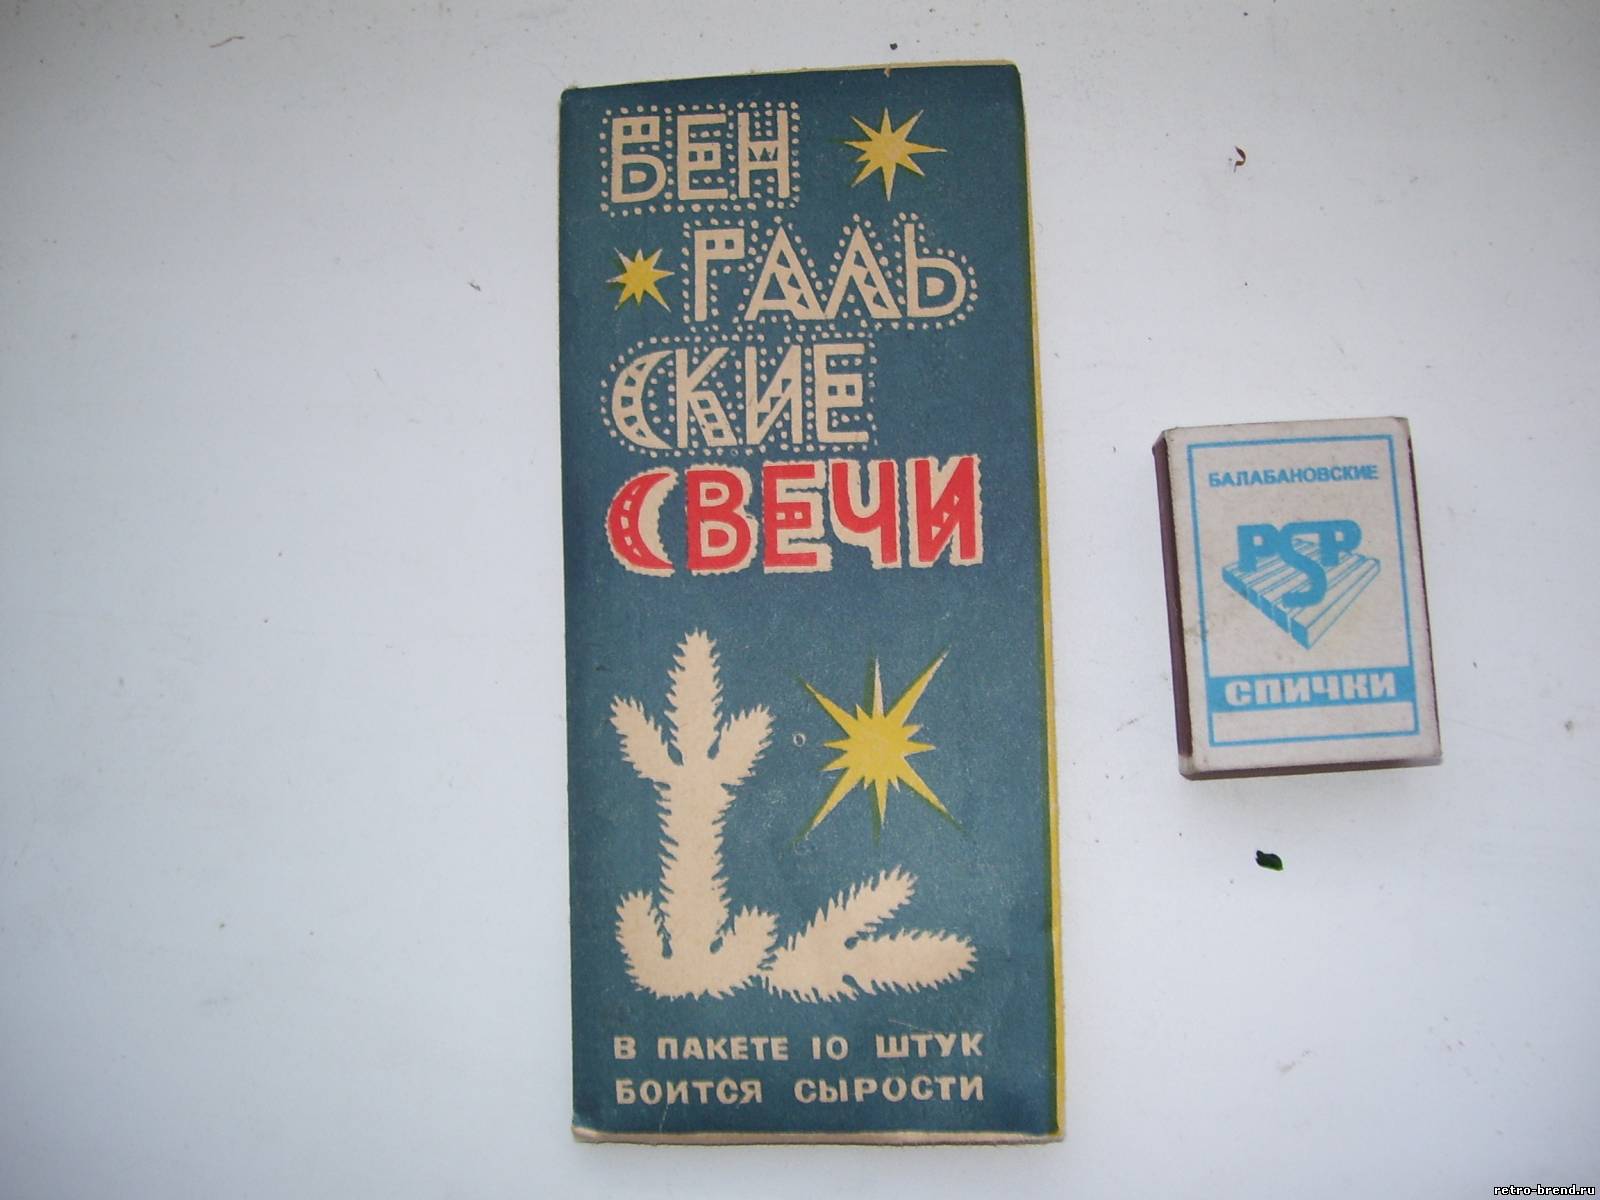 БЕН
ГАЛЬ
СКИЕ
СВЕЧИ
В ПАКЕТЕ 10 ШТУК
БОИТСЯ СЫРОСТИ
БАЛАБАНОВСКИЕ
PSP
СПИЧКИ
retro-brend.ru